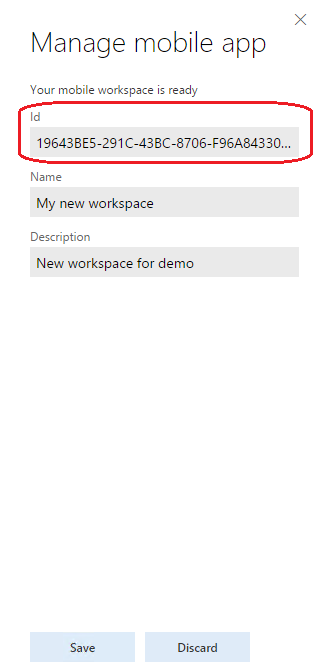 Manage mobile app
Your mobile workspace is ready
Id
19643BE5-291C-43BC-8706-F96A84330...
Name
My new workspace
Description
New workspace for demo
Save Discard